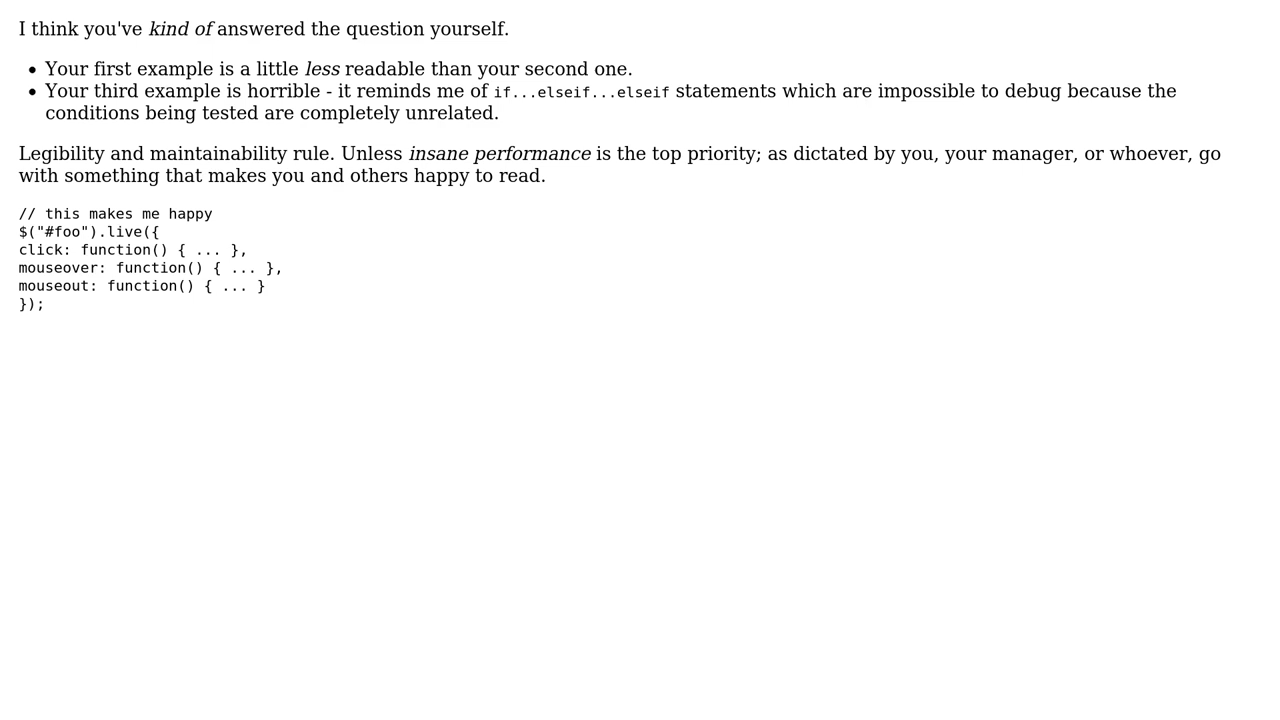 I think you've kind of answered the question yourself.
• Your first example is a little less readable than your second one.
• Your third example is horrible - it reminds me of if...elseif...elseif statements which are impossible to debug because the
conditions being tested are completely unrelated.
Legibility and maintainability rule. Unless insane performance is the top priority; as dictated by you, your manager, or whoever, go
with something that makes you and others happy to read.
// this makes me happy
$("#foo").live({
click: function() { ... },
mouseover: function() { ... },
mouseout: function() { ... }
});